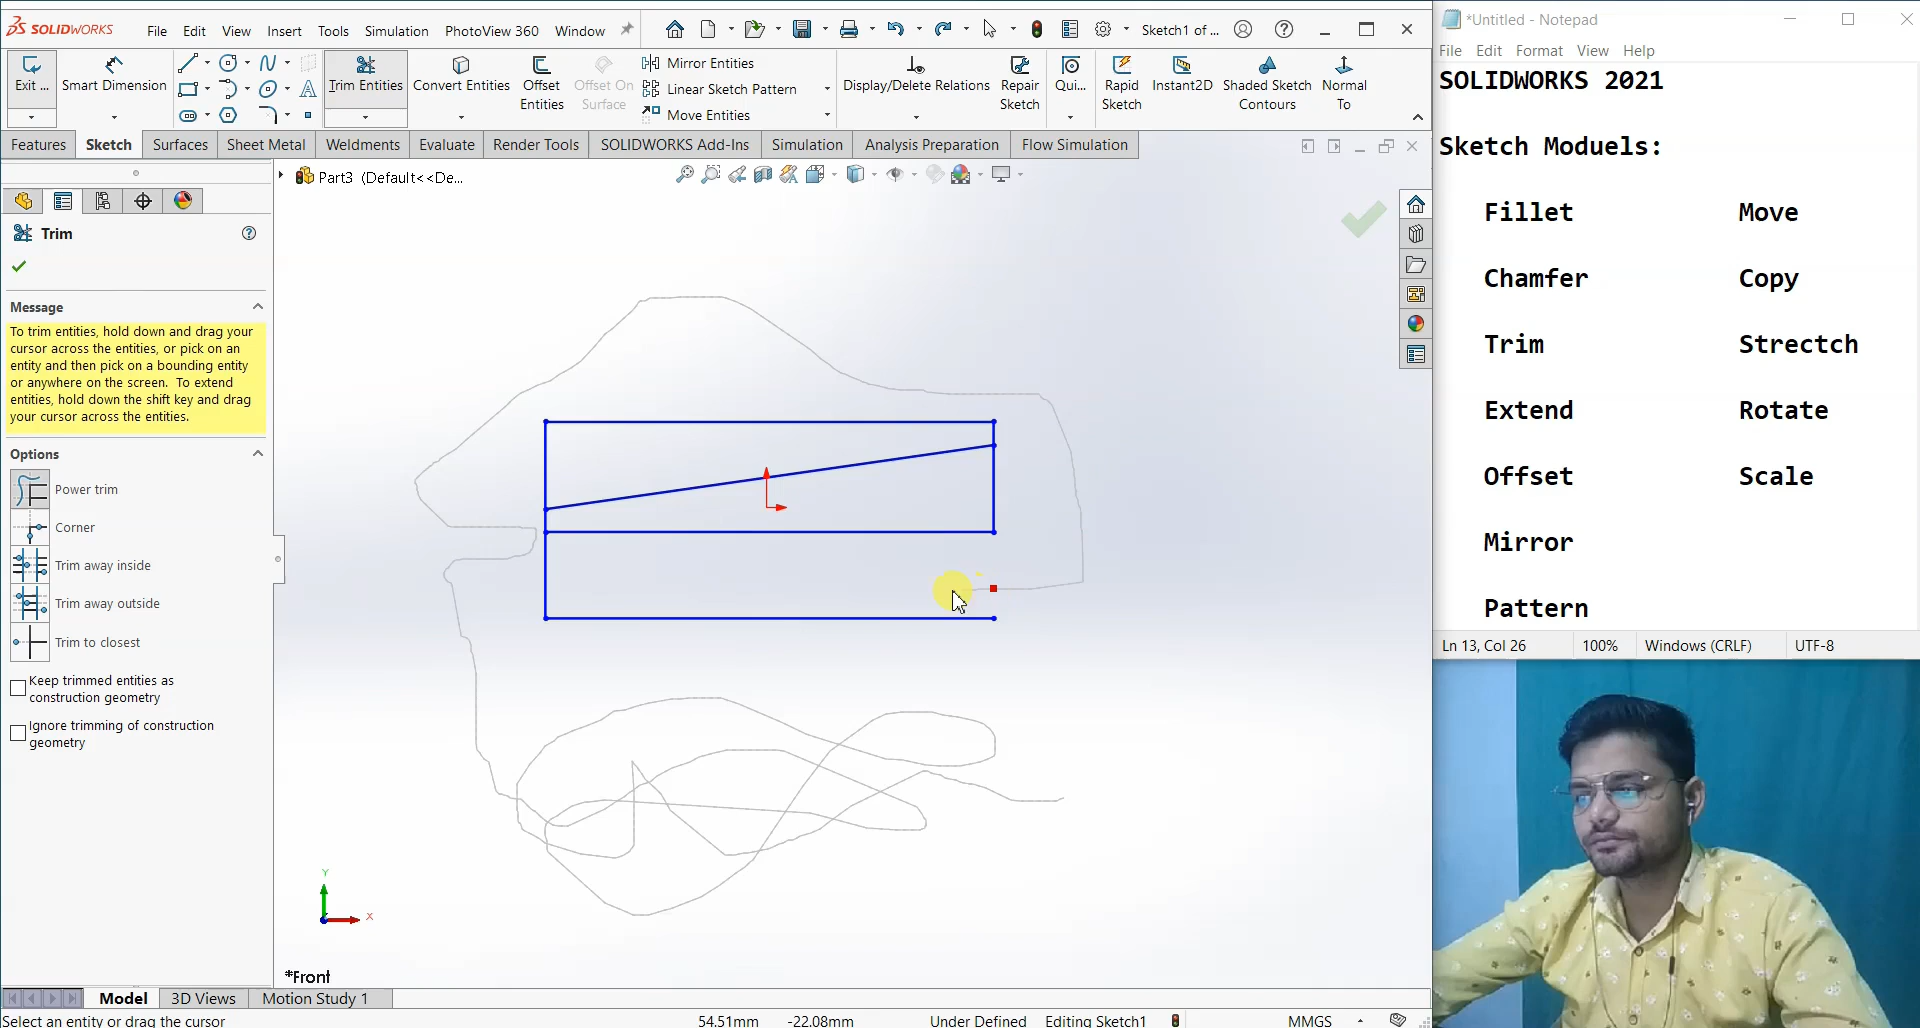 SOLIDWORKS File Edit View Insert Tools Simulation PhotoView 360 Window Sketch1 of ...
Exit ... Smart Dimension Trim Entities Convert Entities Offset Entities Offset On Surface Mirror Entities Linear Sketch Pattern Move Entities Display/Delete Relations Repair Sketch Qui... Rapid Sketch Instant2D Shaded Sketch Contours Normal To
Features Sketch Surfaces Sheet Metal Weldments Evaluate Render Tools SOLIDWORKS Add-Ins Simulation Analysis Preparation Flow Simulation
Part3 (Default<<De...
Trim
Message
To trim entities, hold down and drag your
cursor across the entities, or pick on an
entity and then pick on a bounding entity
or anywhere on the screen. To extend
entities, hold down the shift key and drag
your cursor across the entities.
Options
Power trim
Corner
Trim away inside
Trim away outside
Trim to closest
Keep trimmed entities as
construction geometry
Ignore trimming of construction
geometry
Y
X
*Front
Model 3D Views Motion Study 1
Select an entity or drag the cursor 54.51mm -22.08mm Under Defined Editing Sketch1 MMGS
*Untitled - Notepad
File Edit Format View Help
SOLIDWORKS 2021
Sketch Moduels:
Fillet Move
Chamfer Copy
Trim Strectch
Extend Rotate
Offset Scale
Mirror
Pattern
Ln 13, Col 26 100% Windows (CRLF) UTF-8